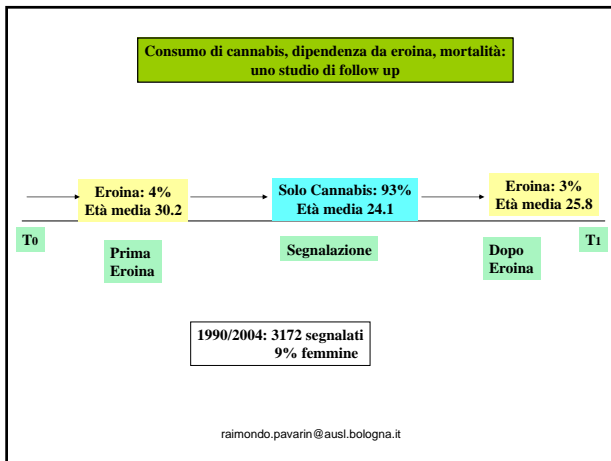 Consumo di cannabis, dipendenza da eroina, mortalità:
uno studio di follow up
Eroina: 4%
Età media 30.2
Solo Cannabis: 93%
Età media 24.1
Eroina: 3%
Età media 25.8
T0
Prima
Eroina
Segnalazione
Dopo
Eroina
T1
1990/2004: 3172 segnalati
9% femmine
raimondo.pavarin@ausl.bologna.it